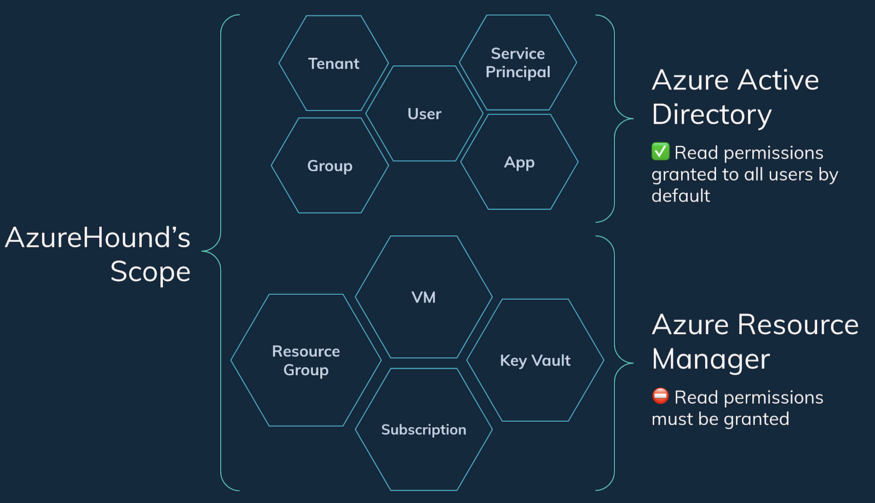 AzureHound's
Scope
Tenant
Service
Principal
User
Group
App
Azure Active
Directory
✅ Read permissions
granted to all users by
default
VM
Resource
Group
Key Vault
Subscription
Azure Resource
Manager
⛔ Read permissions
must be granted